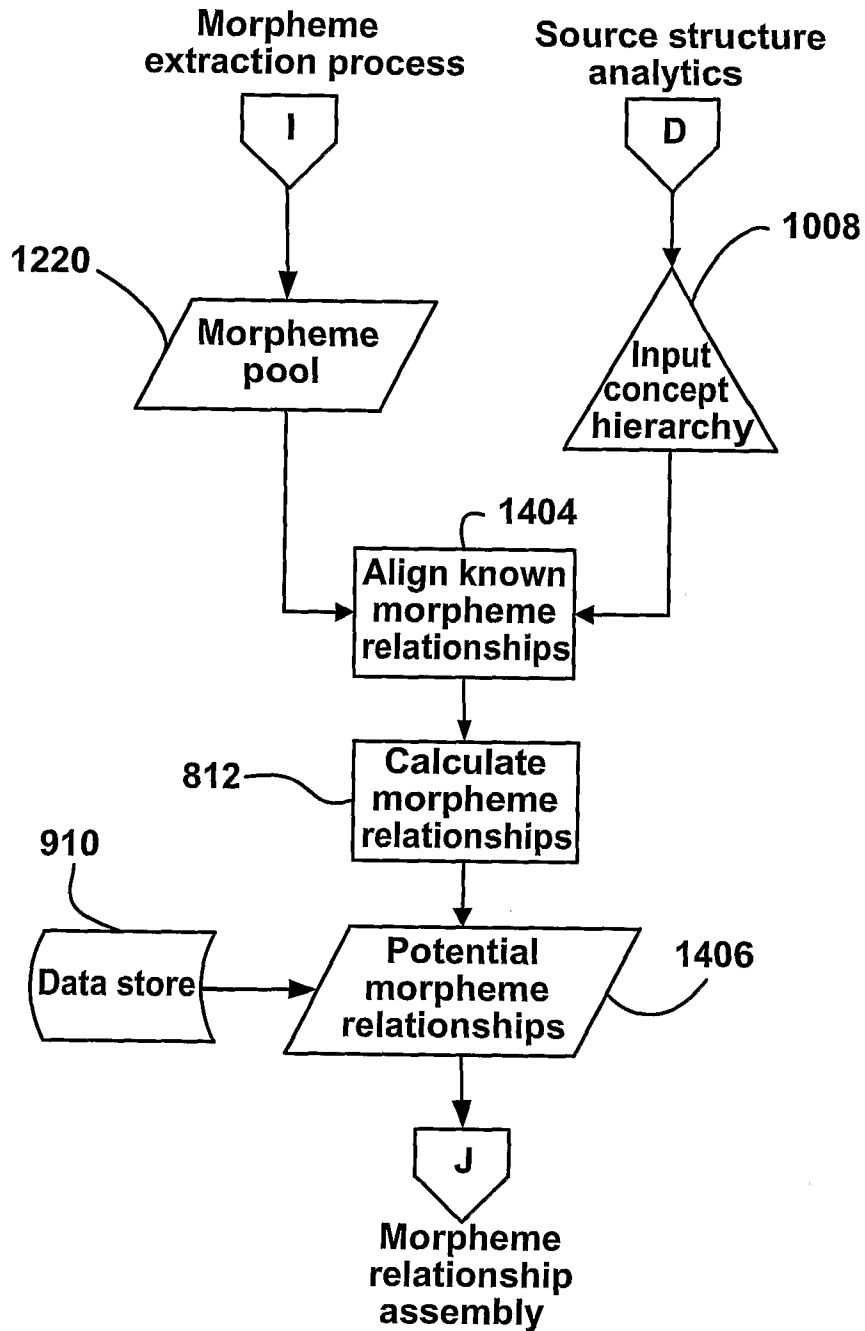 Morpheme
extraction process
I
Source structure
analytics
D
1220
Morpheme
pool
1008
Input
concept
hierarchy
1404
Align known
morpheme
relationships
812
Calculate
morpheme
relationships
910
Data store
Potential
morpheme
relationships
1406
J
Morpheme
relationship
assembly